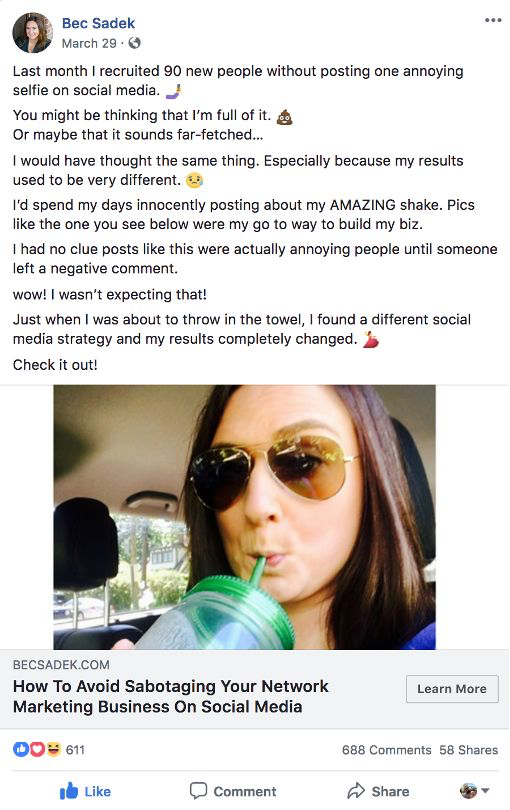 Bec Sadek
March 29 ·
Last month I recruited 90 new people without posting one annoying
selfie on social media. 🤳
You might be thinking that I'm full of it. 💩
Or maybe that it sounds far-fetched...
I would have thought the same thing. Especially because my results
used to be very different. 😢
I'd spend my days innocently posting about my AMAZING shake. Pics
like the one you see below were my go to way to build my biz.
I had no clue posts like this were actually annoying people until someone
left a negative comment.
wow! I wasn't expecting that!
Just when I was about to throw in the towel, I found a different social
media strategy and my results completely changed. 💃
Check it out!
BECSADEK.COM
How To Avoid Sabotaging Your Network
Marketing Business On Social Media
Learn More
611
688 Comments 58 Shares
Like Comment Share